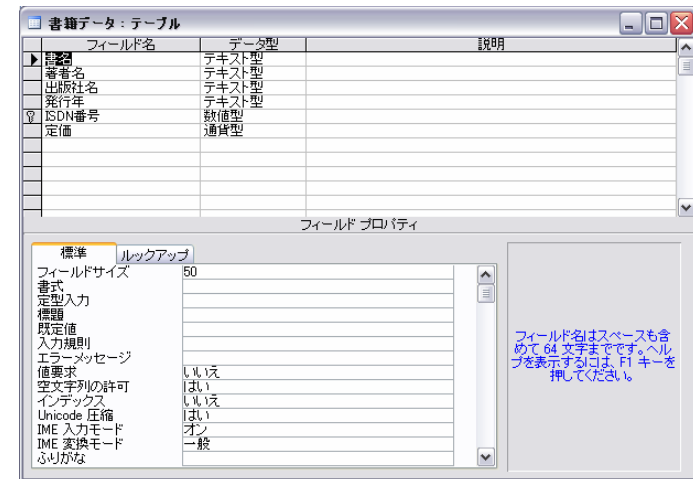 書籍データ:テーブル
フィールド名 データ型 説明
書名 テキスト型
著者名 テキスト型
出版社名 テキスト型
発行年 テキスト型
ISDN番号 数値型
定価 通貨型
フィールド プロパティ
標準 ルックアップ
フィールドサイズ 50
書式
定型入力
標題
既定値
入力規則
エラーメッセージ
値要求 いいえ
空文字列の許可 はい
インデックス いいえ
Unicode 圧縮 はい
IME 入力モード オン
IME 変換モード 一般
ふりがな
フィールド名はスペースも含
めて 64 文字までです。ヘル
プを表示するには、F1 キーを
押してください。